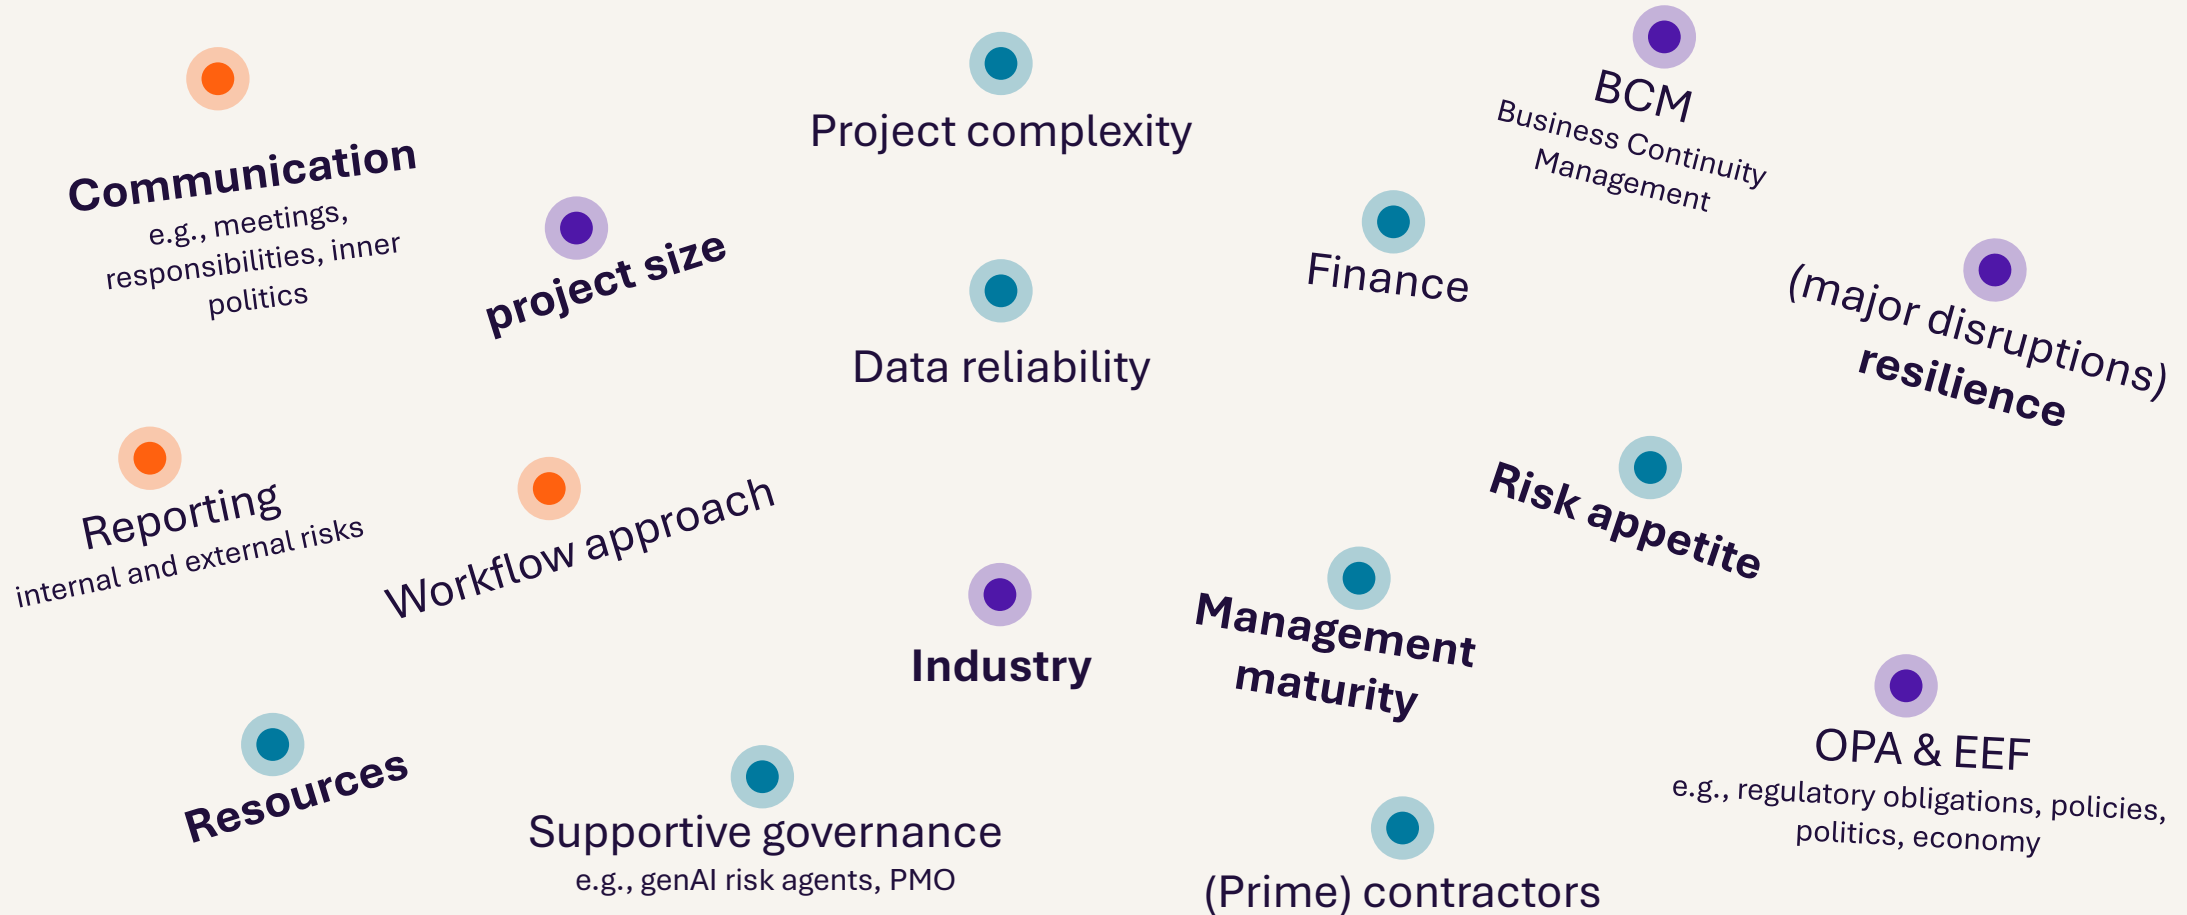 Communication
e.g., meetings,
responsibilities, inner
politics
project size
Project complexity
Data reliability
Finance
BCM
Business Continuity
Management
(major disruptions)
resilience
Reporting
internal and external risks
Workflow approach
Industry
Management
maturity
Risk appetite
Resources
Supportive governance
e.g., genAI risk agents, PMO
(Prime) contractors
OPA & EEF
e.g., regulatory obligations, policies,
politics, economy